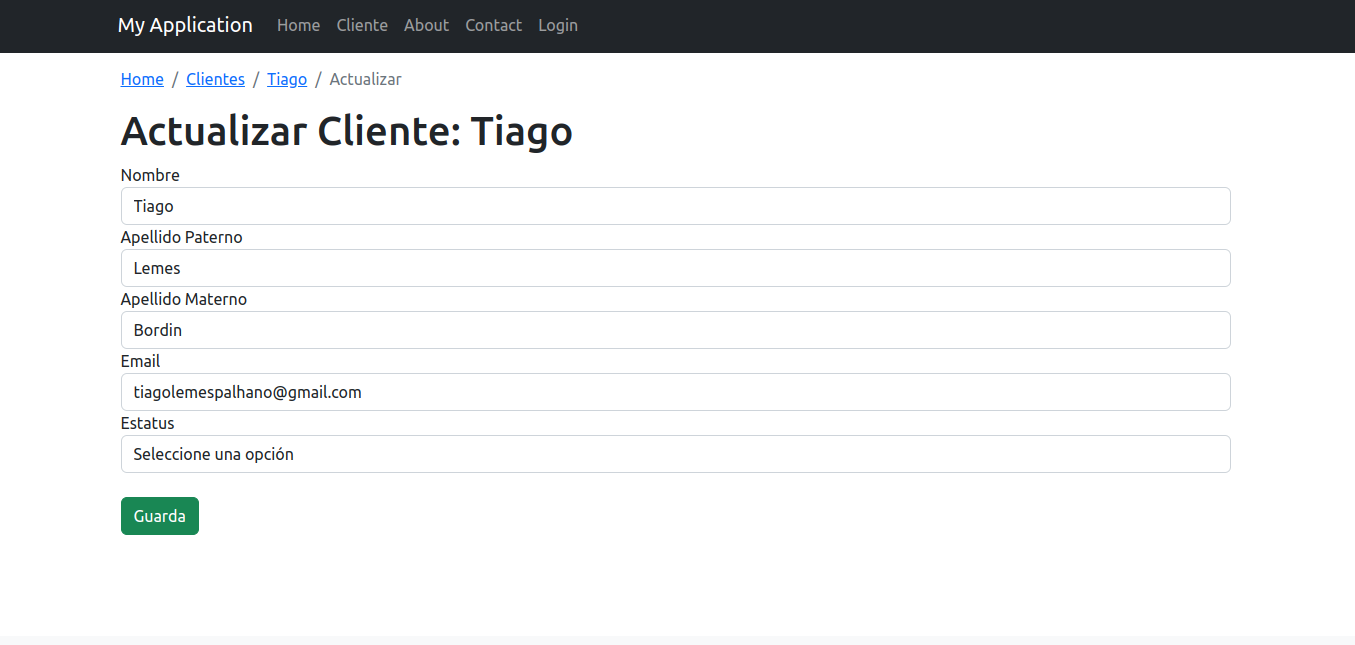 My Application Home Cliente About Contact Login
Home / Clientes / Tiago / Actualizar
Actualizar Cliente: Tiago
Nombre
Tiago
Apellido Paterno
Lemes
Apellido Materno
Bordin
Email
tiagolemespalhano@gmail.com
Estatus
Seleccione una opción
Guarda